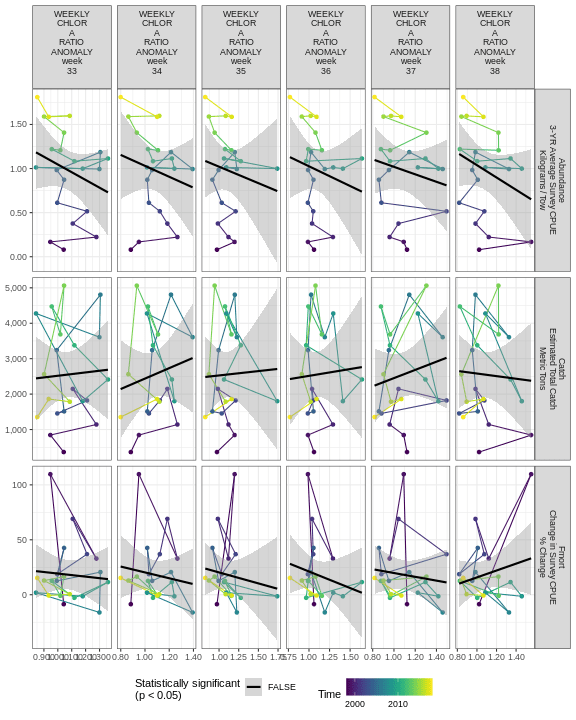 WEEKLY
CHLOR
A
RATIO
ANOMALY
week
33
WEEKLY
CHLOR
A
RATIO
ANOMALY
week
34
WEEKLY
CHLOR
A
RATIO
ANOMALY
week
35
WEEKLY
CHLOR
A
RATIO
ANOMALY
week
36
WEEKLY
CHLOR
A
RATIO
ANOMALY
week
37
WEEKLY
CHLOR
A
RATIO
ANOMALY
week
38
1.50
1.00
0.50
0.00
Abundance
3-YR Average Survey CPUE
Kilograms / Tow
5,000
4,000
3,000
2,000
1,000
Catch
Estimated Total Catch
Metric Tons
100
50
0
Fmort
Change in Survey CPUE
% Change
0.80 1.00 1.20 1.40
1.00 1.25 1.50
1.00 1.50
0.80 1.00 1.20 1.40
0.80 1.00 1.20 1.40
Statistically significant
(p < 0.05)
FALSE
Time
2000 2010